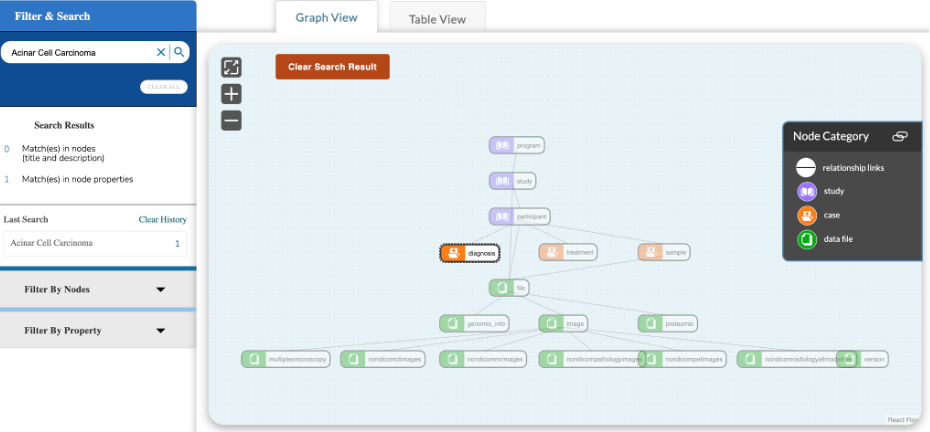 Filter & Search
Acinar Cell Carcinoma
CLEAR ALL
Search Results
0 Match(es) in nodes
(title and description)
1 Match(es) in node properties
Last Search Clear History
Acinar Cell Carcinoma 1
Filter By Nodes
Filter By Property
Graph View
Table View
Clear Search Result
program
study
participant
diagnosis
treatment
sample
file
genomic_info
image
proteomic
multiplexmicroscopy
nondicomctimages
nondicommrimages
nondicompathologyimages
nondicompetimages
nondicomradiologyallmodalities
version
Node Category
relationship links
study
case
data file
React Flow